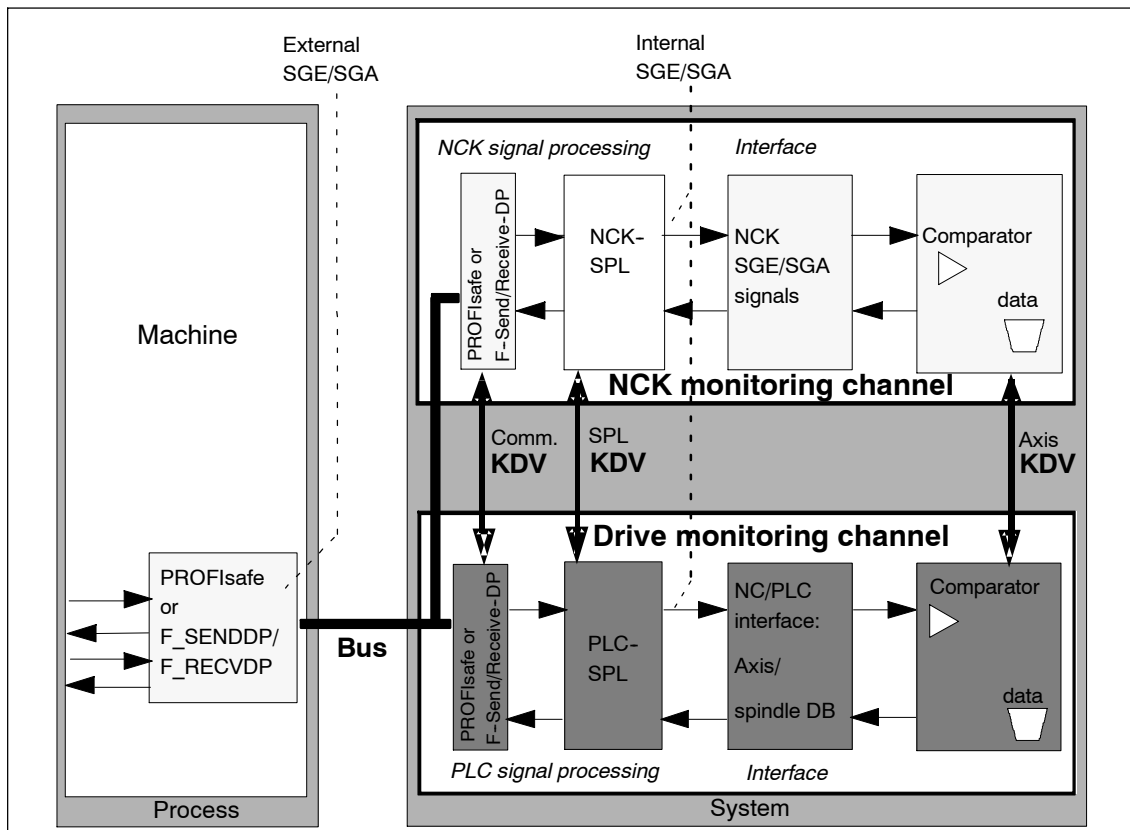 External
SGE/SGA
Internal
SGE/SGA
NCK signal processing
Interface
PROFIsafe or
F-Send/Receive-DP
NCK-
SPL
NCK
SGE/SGA
signals
Comparator
data
Machine
NCK monitoring channel
Comm.
KDV
SPL
KDV
Axis
KDV
Drive monitoring channel
PROFIsafe
or
F_SENDDP/
F_RECVDP
Bus
PROFIsafe or
F-Send/Receive-DP
PLC-
SPL
NC/PLC
interface:
Axis/
spindle DB
Comparator
data
PLC signal processing
Interface
Process
System